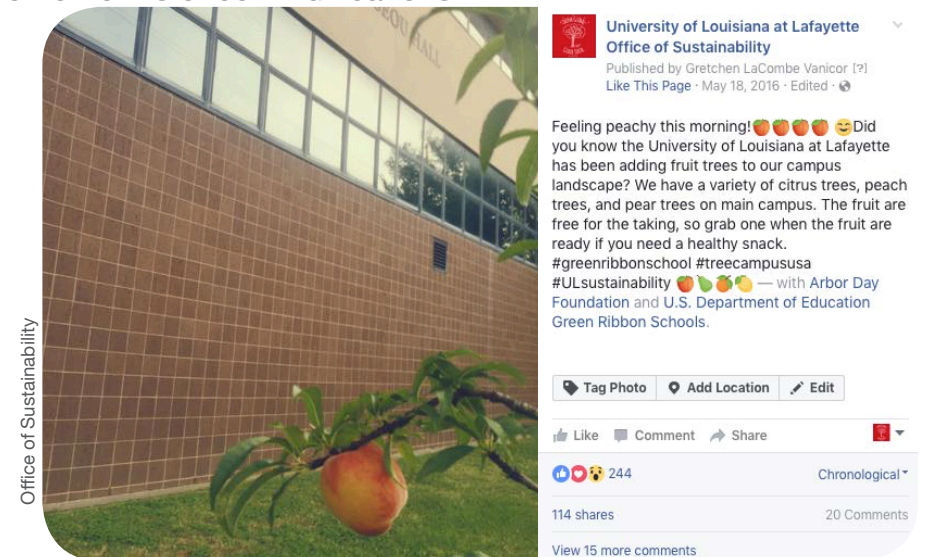 EOU HALL
University of Louisiana at Lafayette
Office of Sustainability
Published by Gretchen LaCombe Vanicor [?]
Like This Page · May 18, 2016 · Edited ·
Feeling peachy this morning!🍑🍑🍑🍑 😄Did
you know the University of Louisiana at Lafayette
has been adding fruit trees to our campus
landscape? We have a variety of citrus trees, peach
trees, and pear trees on main campus. The fruit are
free for the taking, so grab one when the fruit are
ready if you need a healthy snack.
#greenribbonschool #treecampususa
#ULsustainability 🍑🍐🍊🍋 — with Arbor Day
Foundation and U.S. Department of Education
Green Ribbon Schools.
Tag Photo Add Location Edit
Like Comment Share
244 Chronological
114 shares 20 Comments
View 15 more comments
Office of Sustainability